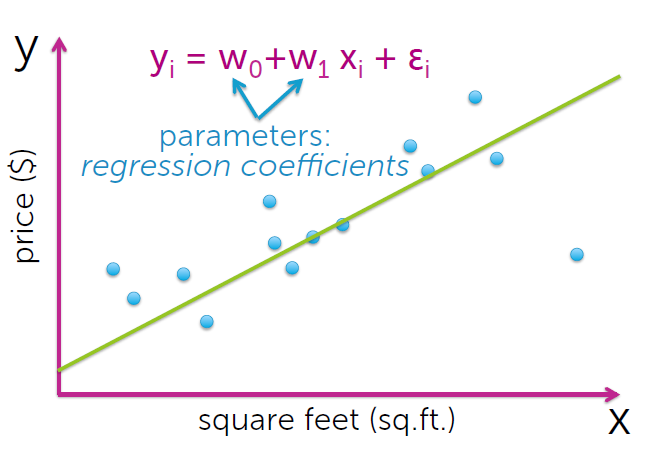 y
yᵢ = w₀+w₁ xᵢ + εᵢ
parameters:
regression coefficients
price ($)
square feet (sq.ft.)
x